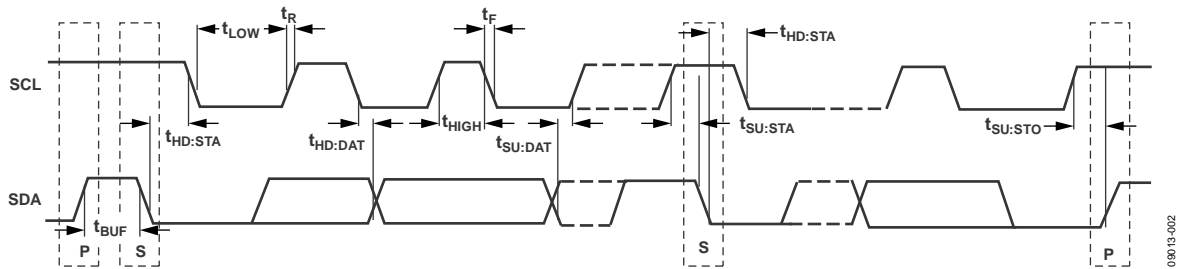 tR
tF
tLOW
tHD:STA
SCL
tHD:STA
tHD:DAT
tHIGH
tSU:DAT
tSU:STA
tSU:STO
SDA
tBUF
P
S
S
P
09013-002